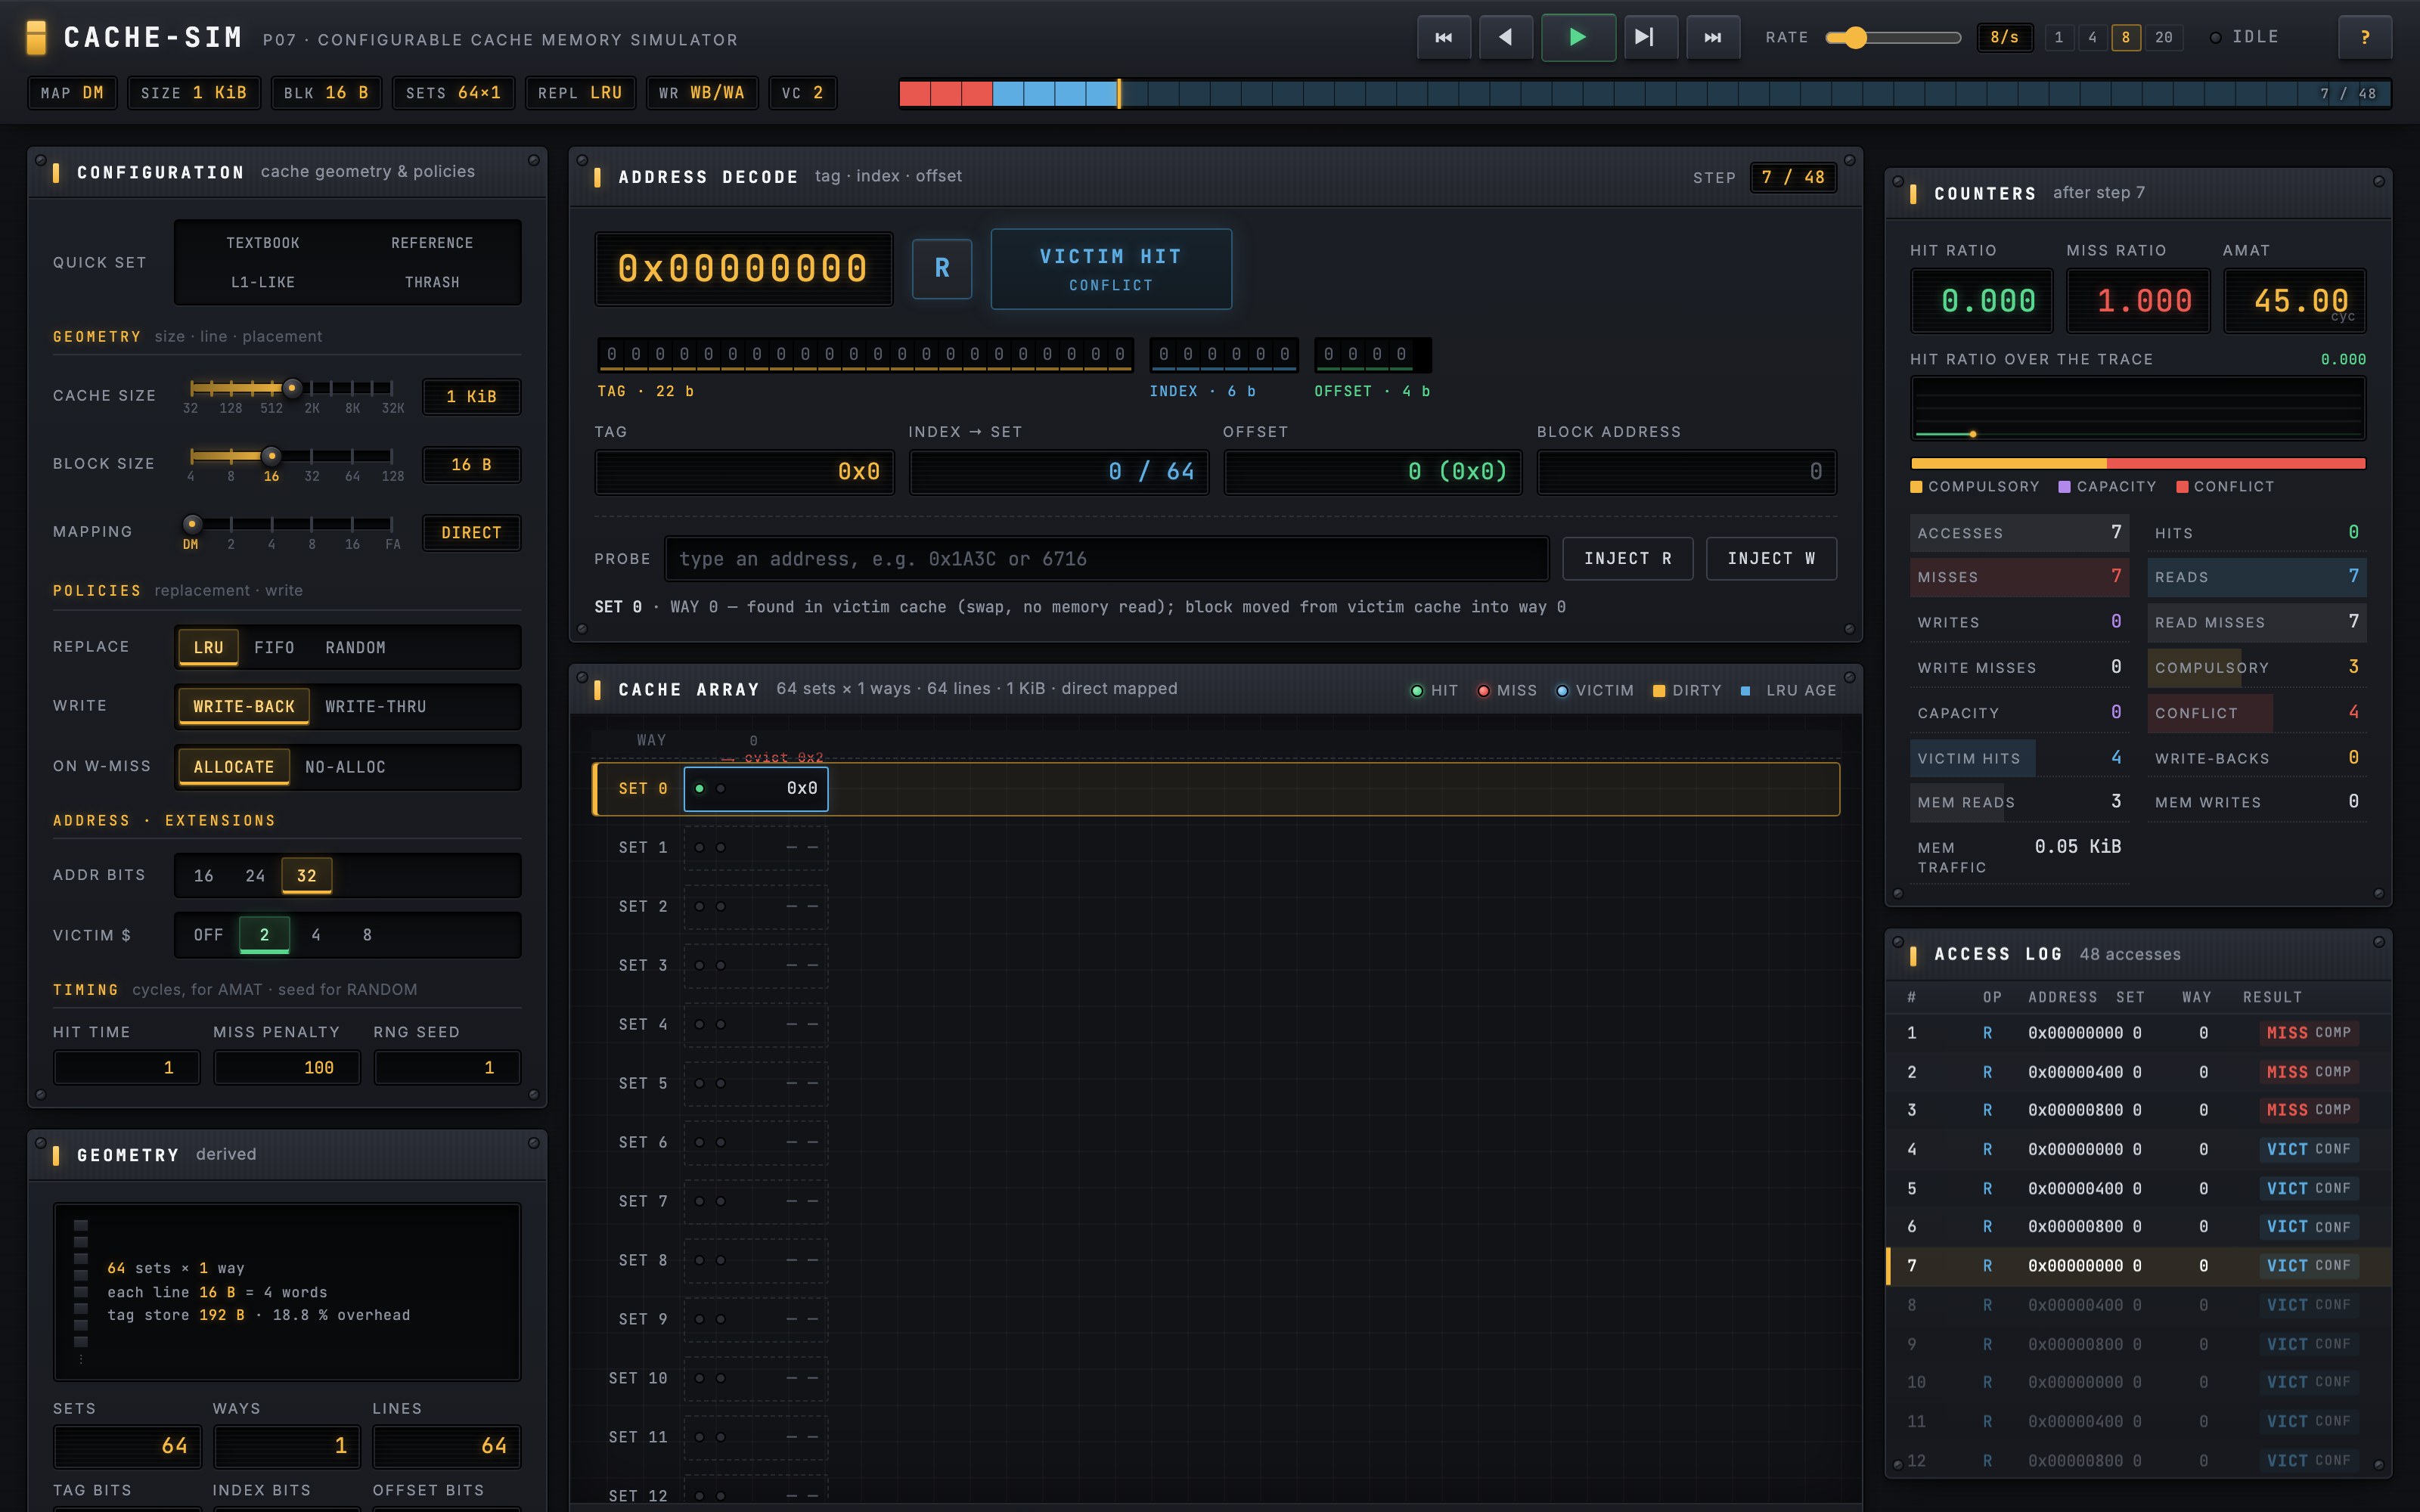 CACHE-SIM P07 · CONFIGURABLE CACHE MEMORY SIMULATOR
RATE 8/s 1 4 8 20 IDLE ?
MAP DM SIZE 1 KiB BLK 16 B SETS 64×1 REPL LRU WR WB/WA VC 2
7 / 48
CONFIGURATION cache geometry & policies
QUICK SET
TEXTBOOK REFERENCE
L1-LIKE THRASH
GEOMETRY size · line · placement
CACHE SIZE 1 KiB
32 128 512 2K 8K 32K
BLOCK SIZE 16 B
4 8 16 32 64 128
MAPPING DIRECT
DM 2 4 8 16 FA
POLICIES replacement · write
REPLACE LRU FIFO RANDOM
WRITE WRITE-BACK WRITE-THRU
ON W-MISS ALLOCATE NO-ALLOC
ADDRESS · EXTENSIONS
ADDR BITS 16 24 32
VICTIM $ OFF 2 4 8
TIMING cycles, for AMAT · seed for RANDOM
HIT TIME MISS PENALTY RNG SEED
1 100 1
GEOMETRY derived
64 sets × 1 way
each line 16 B = 4 words
tag store 192 B · 18.8 % overhead
SETS WAYS LINES
64 1 64
TAG BITS INDEX BITS OFFSET BITS
ADDRESS DECODE tag · index · offset
STEP 7 / 48
0x00000000 R VICTIM HIT
CONFLICT
0 0 0 0 0 0 0 0 0 0 0 0 0 0 0 0 0 0 0 0 0 0 0 0 0 0 0 0 0 0 0 0
TAG · 22 b INDEX · 6 b OFFSET · 4 b
TAG INDEX → SET OFFSET BLOCK ADDRESS
0x0 0 / 64 0 (0x0) 0
PROBE type an address, e.g. 0x1A3C or 6716 INJECT R INJECT W
SET 0 · WAY 0 — found in victim cache (swap, no memory read); block moved from victim cache into way 0
CACHE ARRAY 64 sets × 1 ways · 64 lines · 1 KiB · direct mapped
HIT MISS VICTIM DIRTY LRU AGE
WAY 0
→ evict 0x2
SET 0 0x0
SET 1 — —
SET 2 — —
SET 3 — —
SET 4 — —
SET 5 — —
SET 6 — —
SET 7 — —
SET 8 — —
SET 9 — —
SET 10 — —
SET 11 — —
SET 12 — —
COUNTERS after step 7
HIT RATIO MISS RATIO AMAT
0.000 1.000 45.00 cyc
HIT RATIO OVER THE TRACE 0.000
COMPULSORY CAPACITY CONFLICT
ACCESSES 7 HITS 0
MISSES 7 READS 7
WRITES 0 READ MISSES 7
WRITE MISSES 0 COMPULSORY 3
CAPACITY 0 CONFLICT 4
VICTIM HITS 4 WRITE-BACKS 0
MEM READS 3 MEM WRITES 0
MEM TRAFFIC 0.05 KiB
ACCESS LOG 48 accesses
# OP ADDRESS SET WAY RESULT
1 R 0x00000000 0 0 MISS COMP
2 R 0x00000400 0 0 MISS COMP
3 R 0x00000800 0 0 MISS COMP
4 R 0x00000000 0 0 VICT CONF
5 R 0x00000400 0 0 VICT CONF
6 R 0x00000800 0 0 VICT CONF
7 R 0x00000000 0 0 VICT CONF
8 R 0x00000400 0 0 VICT CONF
9 R 0x00000800 0 0 VICT CONF
10 R 0x00000000 0 0 VICT CONF
11 R 0x00000400 0 0 VICT CONF
12 R 0x00000800 0 0 VICT CONF